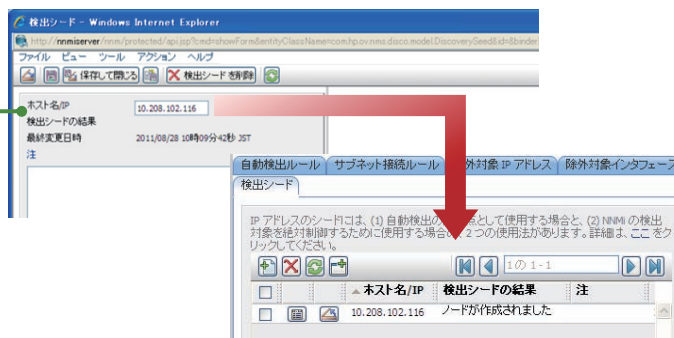 検出シード - Windows Internet Explorer
http://nnmiserver/nnm/protected/api.jsp?cmd=showForm&entityClassName=com.hp.ov.nms.disco.model.DiscoverySeed&id=&binder
ファイル ビュー ツール アクション ヘルプ
保存して閉じる 検出シードを削除
ホスト名/IP 10.208.102.116
検出シードの結果
最終変更日時 2011/08/28 10時09分42秒 JST
注
自動検出ルール サブネット接続ルール 外対象 IP アドレス 除外対象インタフェース
検出シード
IP アドレスのシードには、(1) 自動検出の 点として使用する場合と、(2) NNMi の検出
対象を絶対制御するために使用する場合の 2 つの使用法があります。詳細は、ここ をク
リックしてください。
1の 1-1
ホスト名/IP 検出シードの結果 注
10.208.102.116 ノードが作成されました